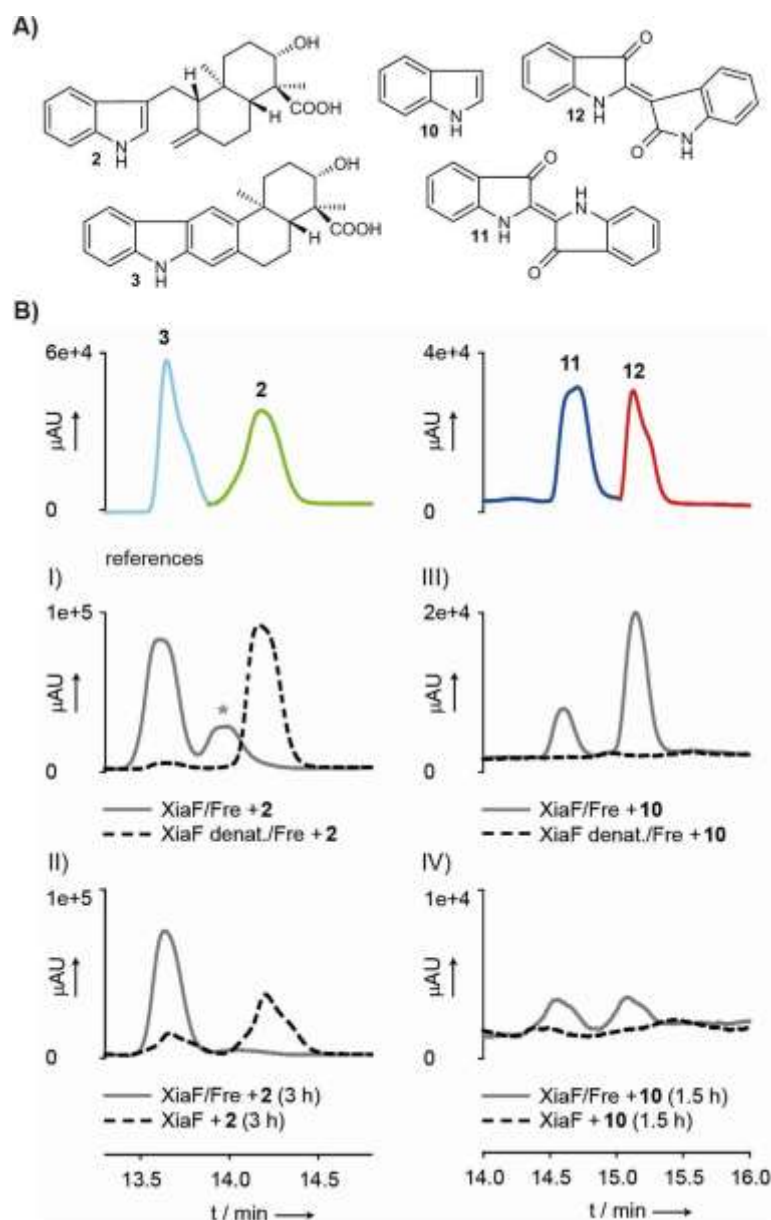 A)
OH
H
COOH
H
N
H
2
10
N
H
O
N
H
12
O
N
H
OH
H
COOH
N
H
3
O
H
N
N
H
11
O
B)
6e+4
3
2
µAU
0
4e+4
11
12
µAU
0
references
I)
1e+5
*
µAU
0
XiaF/Fre + 2
XiaF denat./Fre + 2
III)
2e+4
µAU
0
XiaF/Fre + 10
XiaF denat./Fre + 10
II)
1e+5
µAU
0
XiaF/Fre + 2 (3 h)
XiaF + 2 (3 h)
13.5 14.0 14.5
t / min
IV)
1e+4
µAU
0
XiaF/Fre + 10 (1.5 h)
XiaF + 10 (1.5 h)
14.0 14.5 15.0 15.5 16.0
t / min